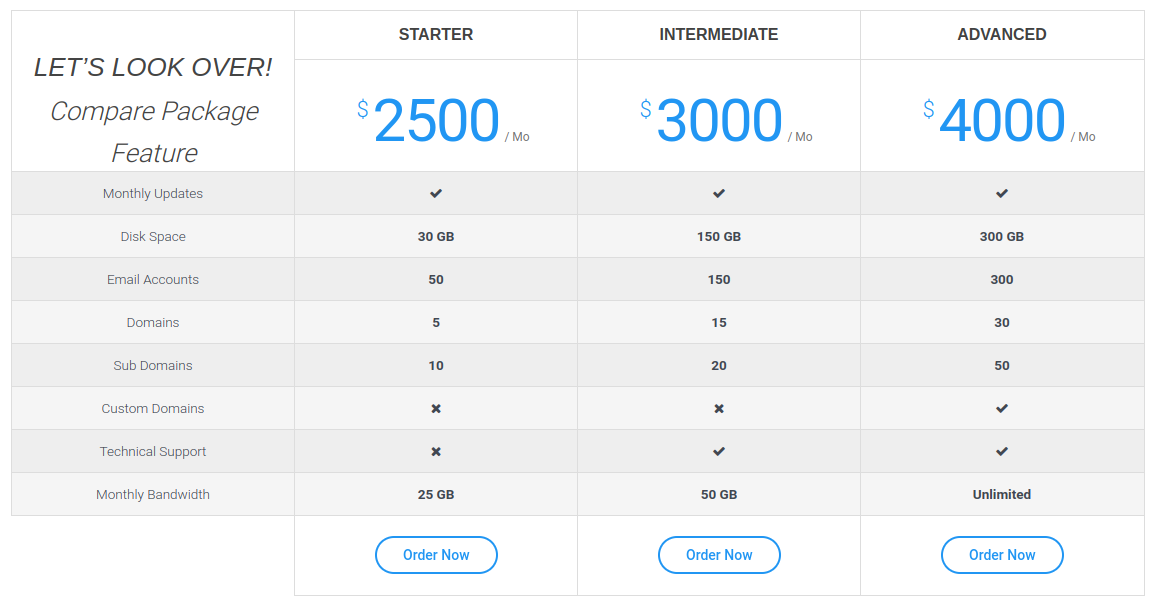 LET’S LOOK OVER!
Compare Package
Feature
STARTER INTERMEDIATE ADVANCED
$2500 / Mo $3000 / Mo $4000 / Mo
Monthly Updates ✔ ✔ ✔
Disk Space 30 GB 150 GB 300 GB
Email Accounts 50 150 300
Domains 5 15 30
Sub Domains 10 20 50
Custom Domains ✖ ✖ ✔
Technical Support ✖ ✔ ✔
Monthly Bandwidth 25 GB 50 GB Unlimited
Order Now Order Now Order Now